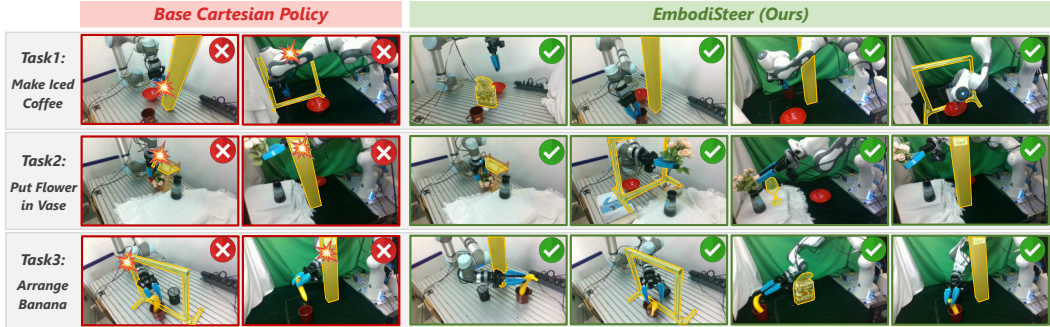 Base Cartesian Policy
EmbodiSteer (Ours)
Task1:
Make Iced
Coffee
Task2:
Put Flower
in Vase
Task3:
Arrange
Banana